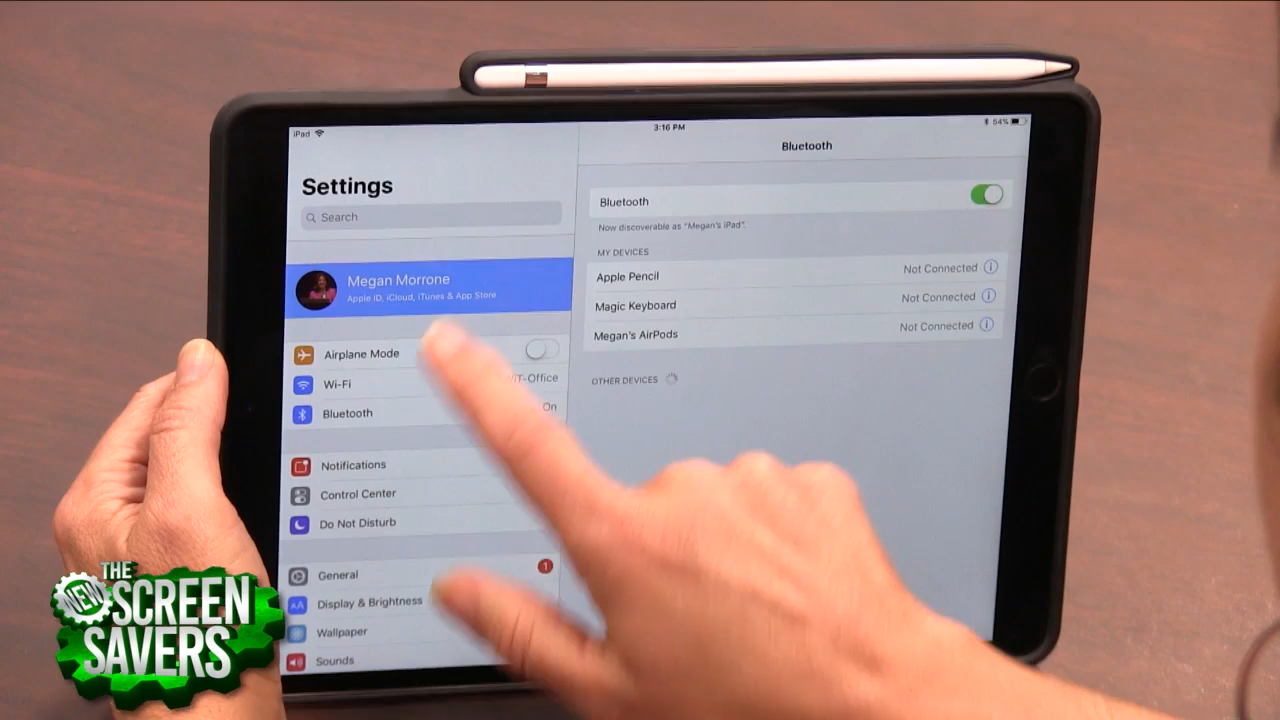 iPad
3:16 PM
54%
Settings
Search
Megan Morrone
Apple ID, iCloud, iTunes & App Store
Airplane Mode
Wi-Fi
Bluetooth
On
Notifications
Control Center
Do Not Disturb
General
1
AA
Display & Brightness
Wallpaper
Sounds
Bluetooth
Bluetooth
Now discoverable as "Megan's iPad".
MY DEVICES
Apple Pencil
Not Connected
Magic Keyboard
Not Connected
Megan's AirPods
Not Connected
OTHER DEVICES
THE
NEW
SCREEN
SAVERS